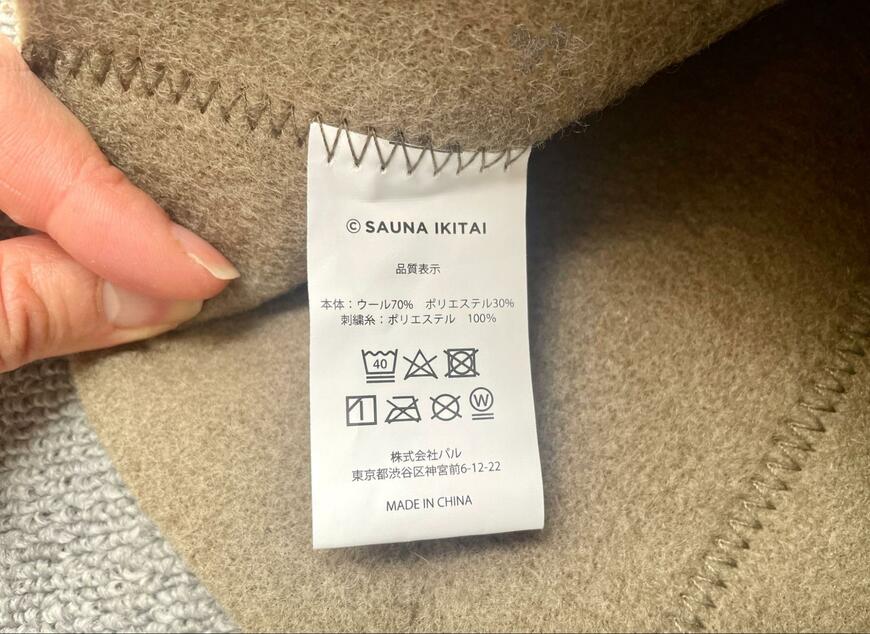 © SAUNA IKITAI
品質表示
本体：ウール70%　ポリエステル30%
刺繍糸：ポリエステル　100%
40
W
株式会社パル
東京都渋谷区神宮前6-12-22
MADE IN CHINA